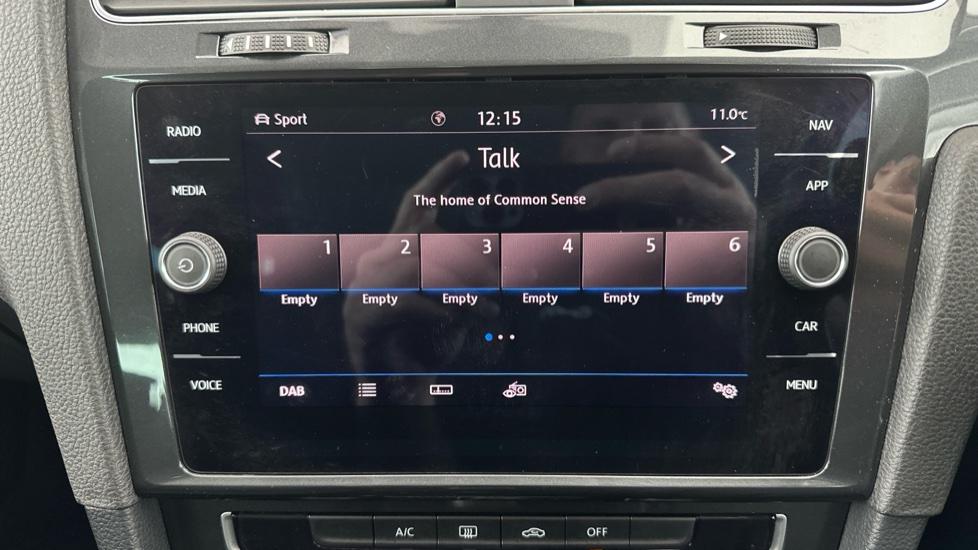 Sport 12:15 11.0°C
RADIO NAV
< Talk >
MEDIA APP
The home of Common Sense
1 2 3 4 5 6
Empty Empty Empty Empty Empty Empty
PHONE CAR
VOICE DAB MENU
A/C OFF